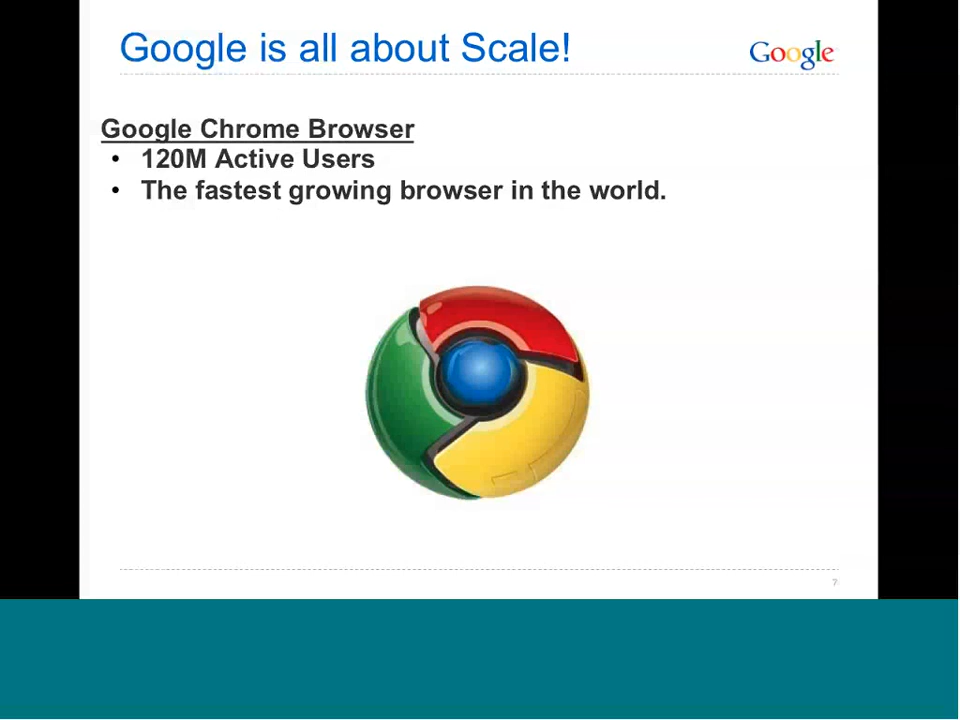 Google is all about Scale!
Google
Google Chrome Browser
• 120M Active Users
• The fastest growing browser in the world.
7